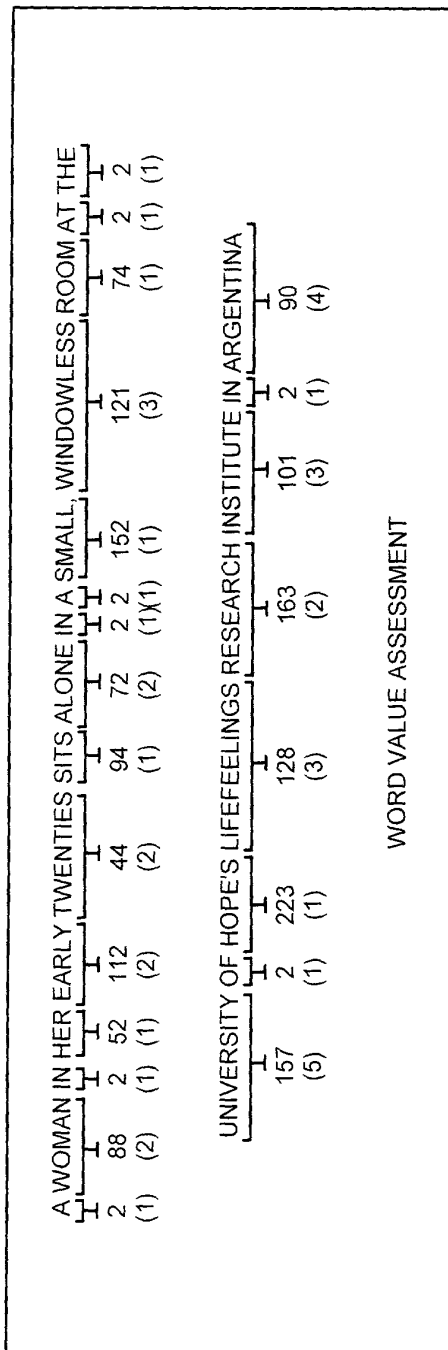 A WOMAN IN HER EARLY TWENTIES SITS ALONE IN A SMALL, WINDOWLESS ROOM AT THE
2 88 2 52 112 44 94 72 2 2 152 121 74 2 2
(1) (2) (1) (1) (2) (2) (1) (2) (1)(1) (1) (3) (1) (1) (1)
UNIVERSITY OF HOPE'S LIFEFEELINGS RESEARCH INSTITUTE IN ARGENTINA
157 2 223 128 163 101 2 90
(5) (1) (1) (3) (2) (3) (1) (4)
WORD VALUE ASSESSMENT